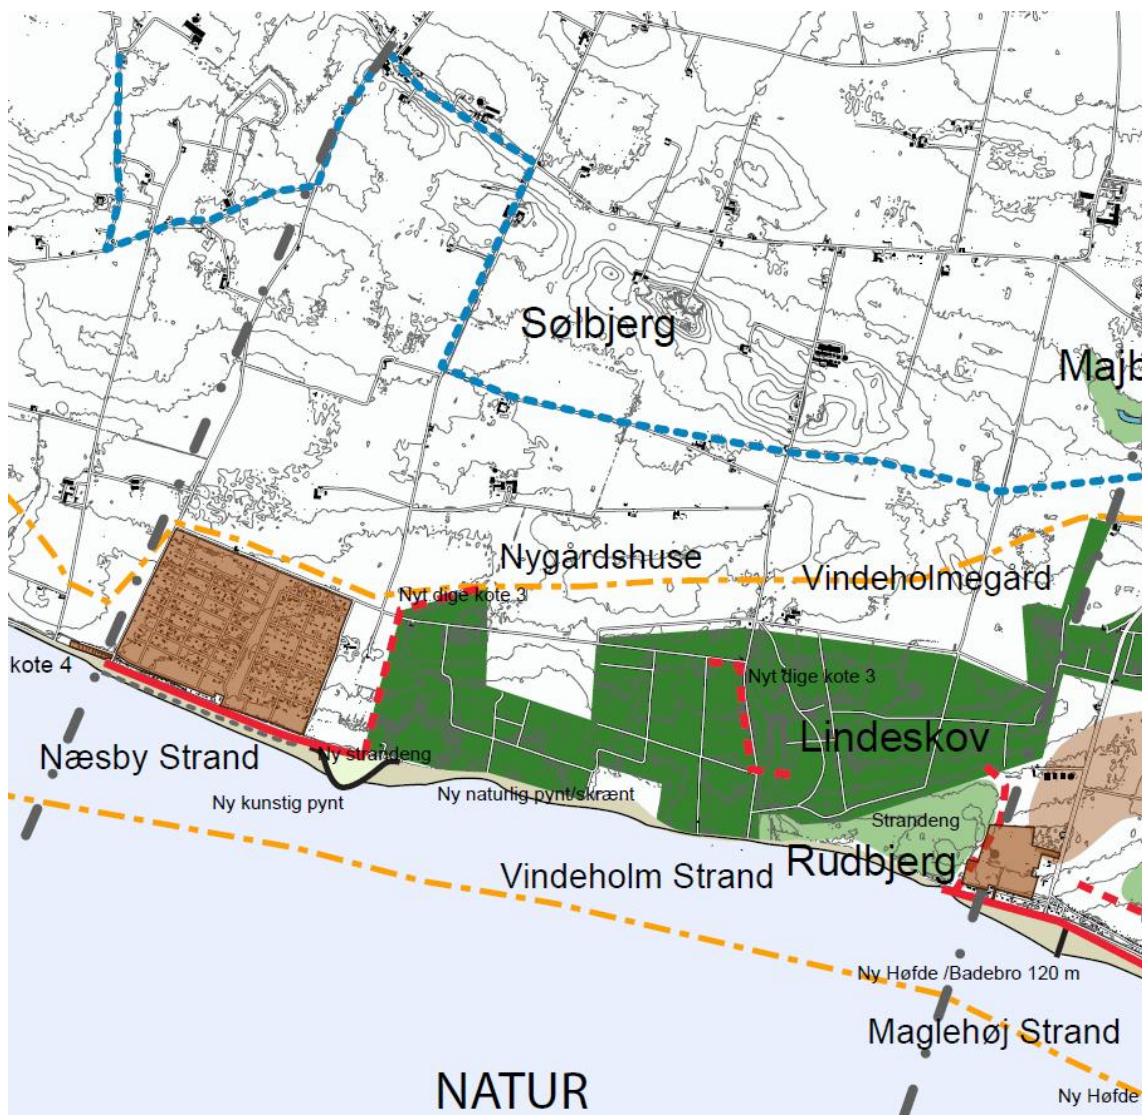 Sølbjerg
Majb
Nygårdshuse
Vindeholmegård
Nyt dige kote 3
kote 4
Nyt dige kote 3
Lindeskov
Næsby Strand
Ny strandeng
Ny kunstig pynt
Ny naturlig pynt/skrænt
Strandeng
Rudbjerg
Vindeholm Strand
Ny Høfde /Badebro 120 m
Maglehøj Strand
NATUR
Ny Høfde